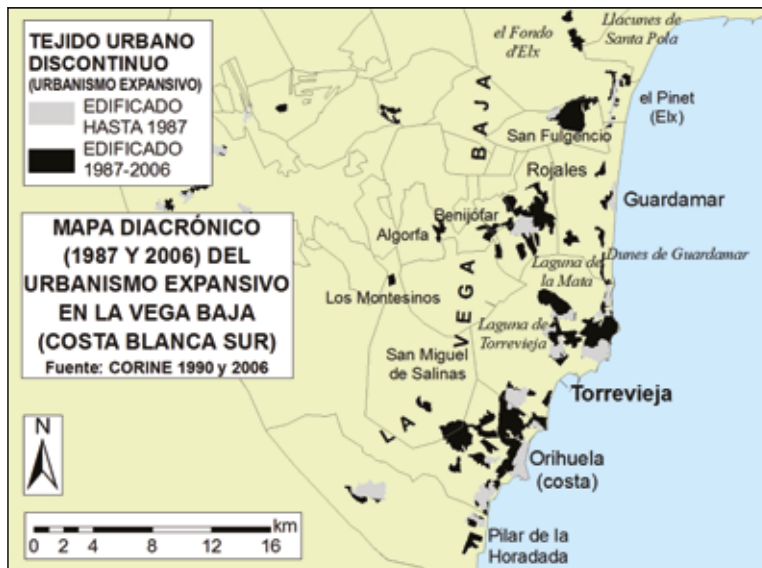 TEJIDO URBANO
DISCONTINUO
(URBANISMO EXPANSIVO)
EDIFICADO
HASTA 1987
EDIFICADO
1987-2006
MAPA DIACRÓNICO
(1987 Y 2006) DEL
URBANISMO EXPANSIVO
EN LA VEGA BAJA
(COSTA BLANCA SUR)
Fuente: CORINE 1990 y 2006
N
km
0 2 4 8 12 16
Llacunes de
Santa Pola
el Fondo
d'Elx
el Pinet
(Elx)
San Fulgencio
Rojales
Guardamar
Benijófar
Algorfa
Dunes de Guardamar
Laguna de
la Mata
Los Montesinos
Laguna de
Torrevieja
San Miguel
de Salinas
Torrevieja
LA VEGA BAJA
Orihuela
(costa)
Pilar de la
Horadada